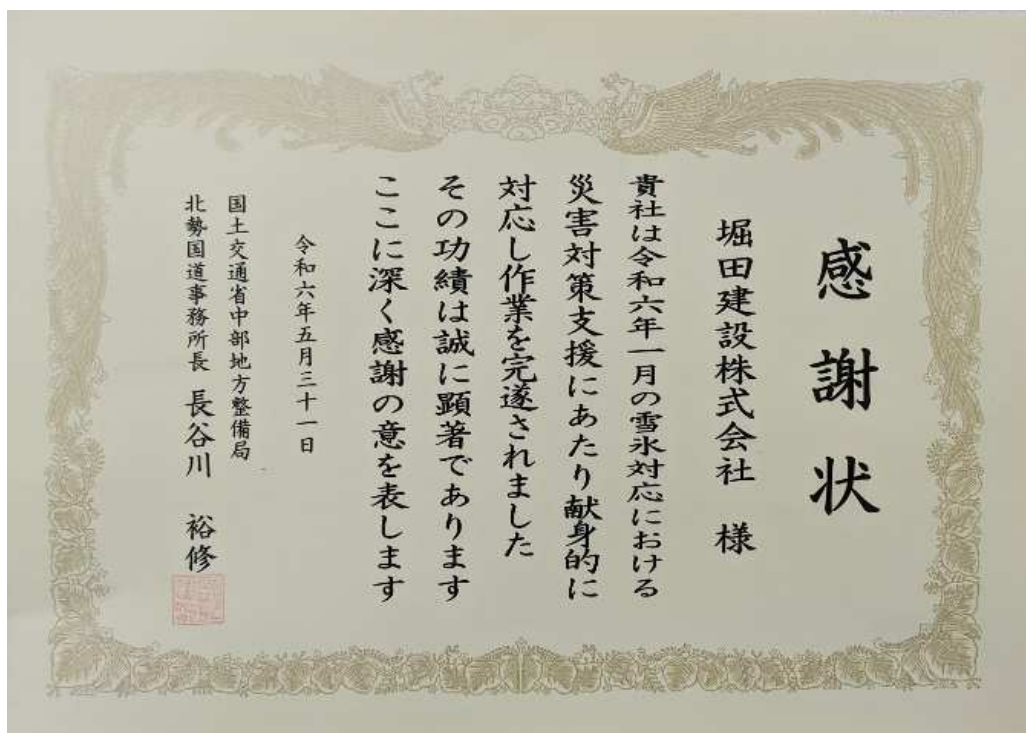 感謝状
堀田建設株式会社 様
貴社は令和六年一月の雪氷対応における
災害対策支援にあたり献身的に
対応し作業を完遂されました
その功績は誠に顕著であります
ここに深く感謝の意を表します
令和六年五月三十一日
国土交通省中部地方整備局
北勢国道事務所長 長谷川 裕修